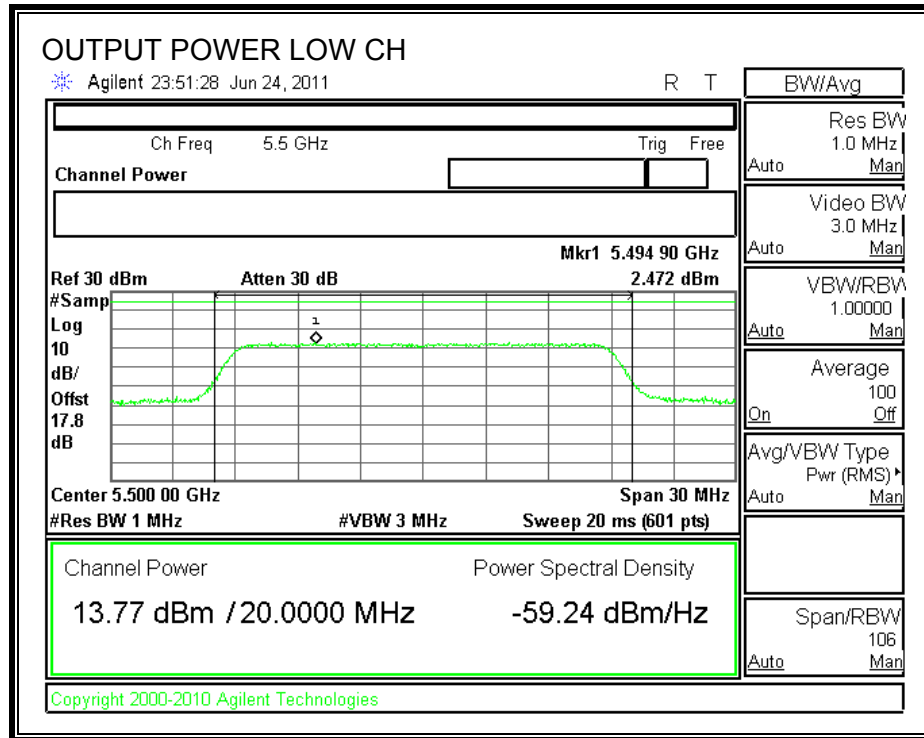 OUTPUT POWER LOW CH
Agilent 23:51:28 Jun 24, 2011 R T
Ch Freq 5.5 GHz Trig Free
Channel Power
Mkr1 5.494 90 GHz
Ref 30 dBm Atten 30 dB 2.472 dBm
#Samp
Log
10
dB/
Offst
17.8
dB
1
Center 5.500 00 GHz Span 30 MHz
#Res BW 1 MHz #VBW 3 MHz Sweep 20 ms (601 pts)
Channel Power Power Spectral Density
13.77 dBm / 20.0000 MHz -59.24 dBm/Hz
Copyright 2000-2010 Agilent Technologies
BW/Avg
Res BW
1.0 MHz
Auto Man
Video BW
3.0 MHz
Auto Man
VBW/RBW
1.00000
Auto Man
Average
100
On Off
Avg/VBW Type
Pwr (RMS)
Auto Man
Span/RBW
106
Auto Man